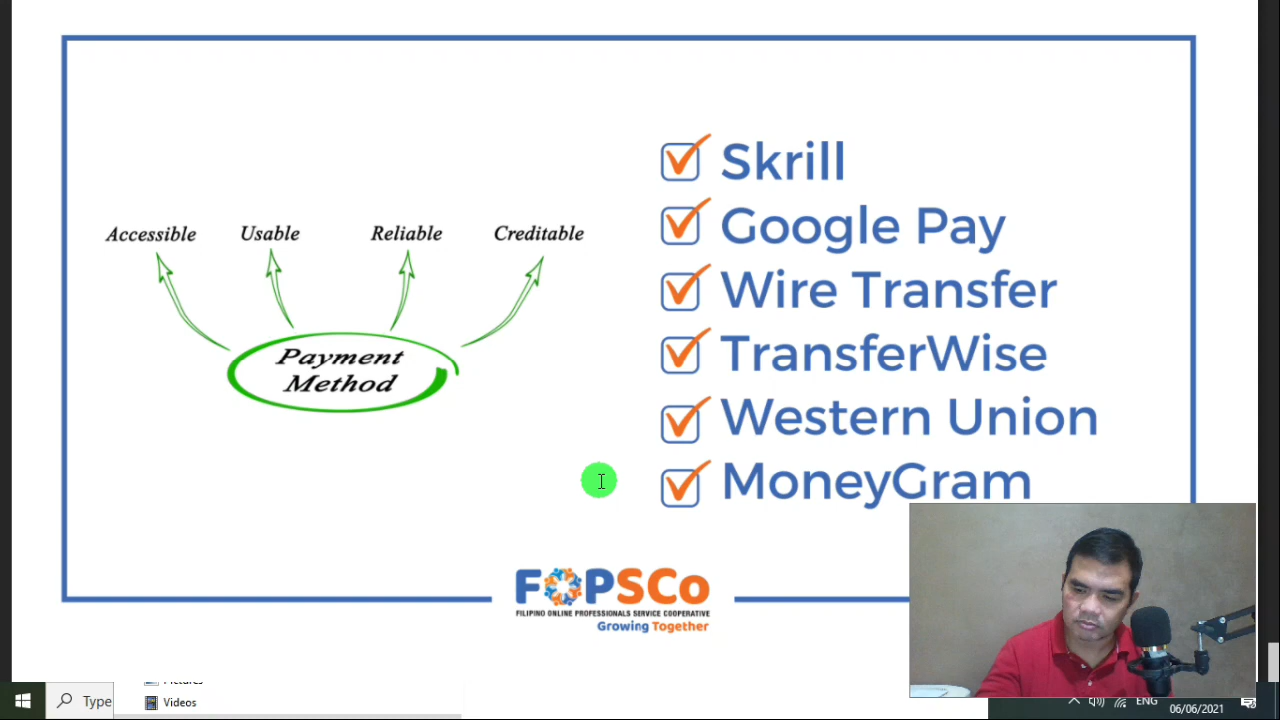 Accessible Usable Reliable Creditable
Payment
Method
Skrill
Google Pay
Wire Transfer
TransferWise
Western Union
MoneyGram
FOPSCo
FILIPINO ONLINE PROFESSIONALS SERVICE COOPERATIVE
Growing Together
Pictures
Videos
Type
ENG
06/06/2021